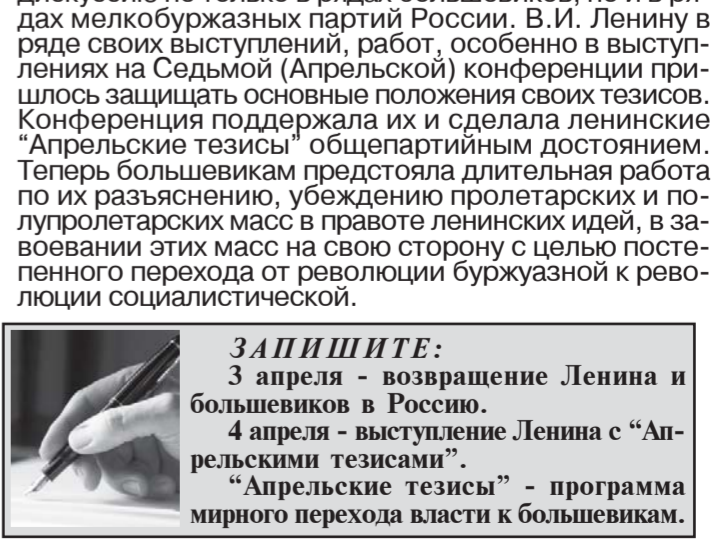 дах мелкобуржазных партий России. В.И. Ленину в
ряде своих выступлений, работ, особенно в выступ-
лениях на Седьмой (Апрельской) конференции при-
шлось защищать основные положения своих тезисов.
Конференция поддержала их и сделала ленинские
“Апрельские тезисы” общепартийным достоянием.
Теперь большевикам предстояла длительная работа
по их разъяснению, убеждению пролетарских и по-
лупролетарских масс в правоте ленинских идей, в за-
воевании этих масс на свою сторону с целью посте-
пенного перехода от революции буржуазной к рево-
люции социалистической.
ЗАПИШИТЕ:
3 апреля - возвращение Ленина и
большевиков в Россию.
4 апреля - выступление Ленина с “Ап-
рельскими тезисами”.
“Апрельские тезисы” - программа
мирного перехода власти к большевикам.